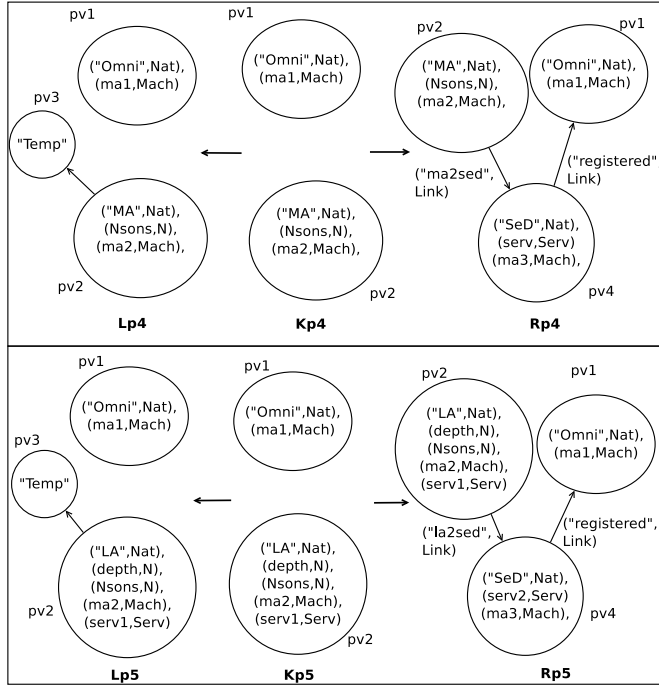 pv1
("Omni",Nat),
(ma1,Mach)
pv3
"Temp"
("MA",Nat),
(Nsons,N),
(ma2,Mach),
pv2
Lp4
pv1
("Omni",Nat),
(ma1,Mach)
("MA",Nat),
(Nsons,N),
(ma2,Mach),
pv2
Kp4
pv2
("MA",Nat),
(Nsons,N)
(ma2,Mach),
pv1
("Omni",Nat),
(ma1,Mach)
("ma2sed",
Link)
("registered",
Link)
("SeD",Nat),
(serv,Serv)
(ma3,Mach),
pv4
Rp4
pv1
("Omni",Nat),
(ma1,Mach)
pv3
"Temp"
("LA",Nat),
(depth,N),
(Nsons,N),
(ma2,Mach),
(serv1,Serv)
pv2
Lp5
pv1
("Omni",Nat),
(ma1,Mach)
("LA",Nat),
(depth,N),
(Nsons,N),
(ma2,Mach),
(serv1,Serv)
pv2
Kp5
pv2
("LA",Nat),
(depth,N),
(Nsons,N),
(ma2,Mach),
(serv1,Serv)
pv1
("Omni",Nat),
(ma1,Mach)
("la2sed",
Link)
("registered",
Link)
("SeD",Nat),
(serv2,Serv)
(ma3,Mach),
pv4
Rp5